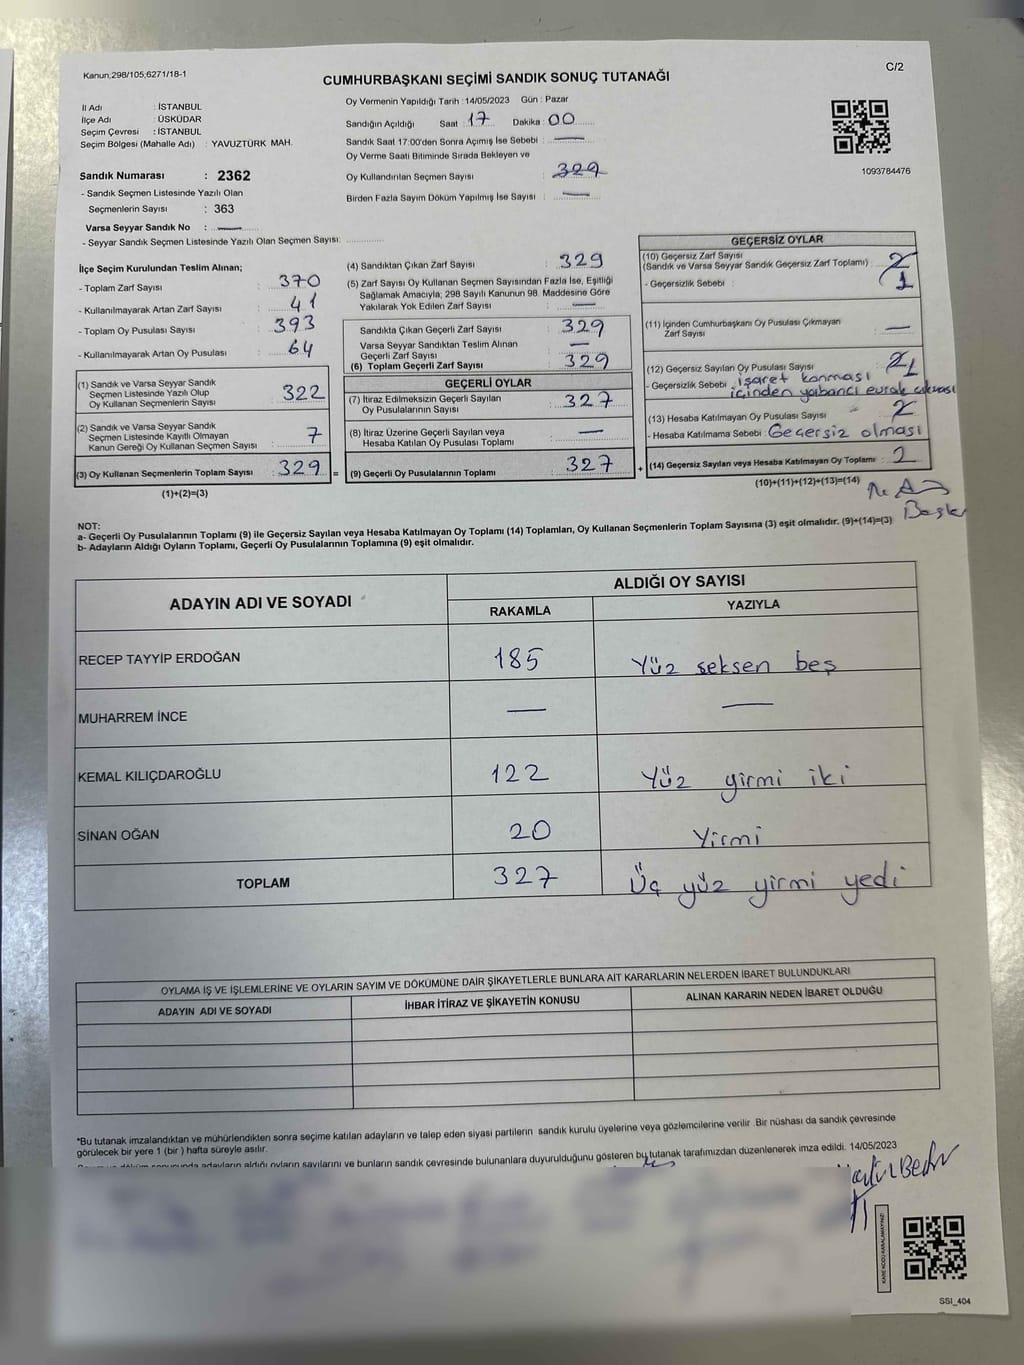 Kanun;298/105;6271/18-1
C/2
CUMHURBAŞKANI SEÇİMİ SANDIK SONUÇ TUTANAĞI
İl Adı : İSTANBUL
İlçe Adı : ÜSKÜDAR
Seçim Çevresi : İSTANBUL
Seçim Bölgesi (Mahalle Adı) : YAVUZTÜRK MAH.
Sandık Numarası : 2362
- Sandık Seçmen Listesinde Yazılı Olan
Seçmenlerin Sayısı : 363
Varsa Seyyar Sandık No : —
- Seyyar Sandık Seçmen Listesinde Yazılı Olan Seçmen Sayısı:
Oy Vermenin Yapıldığı Tarih : 14/05/2023 Gün : Pazar
Sandığın Açıldığı Saat : 17 Dakika : 00
Sandık Saat 17:00'den Sonra Açımış İse Sebebi : —
Oy Verme Saati Bitiminde Sırada Bekleyen ve
Oy Kullandırılan Seçmen Sayısı : 329
Birden Fazla Sayım Döküm Yapılmış İse Sayısı : —
1093784476
İlçe Seçim Kurulundan Teslim Alınan;
- Toplam Zarf Sayısı : 370
- Kullanılmayarak Artan Zarf Sayısı : 41
- Toplam Oy Pusulası Sayısı : 393
- Kullanılmayarak Artan Oy Pusulası : 64
(1) Sandık ve Varsa Seyyar Sandık
Seçmen Listesinde Yazılı Olup
Oy Kullanan Seçmenlerin Sayısı : 322
(2) Sandık ve Varsa Seyyar Sandık
Seçmen Listesinde Kayıtlı Olmayan
Kanun Gereği Oy Kullanan Seçmen Sayısı : 7
(3) Oy Kullanan Seçmenlerin Toplam Sayısı : 329 =
(1)+(2)=(3)
(4) Sandıktan Çıkan Zarf Sayısı : 329
(5) Zarf Sayısı Oy Kullanan Seçmen Sayısından Fazla İse, Eşitliği
Sağlamak Amacıyla; 298 Sayılı Kanunun 98. Maddesine Göre
Yakılarak Yok Edilen Zarf Sayısı : —
Sandıkta Çıkan Geçerli Zarf Sayısı : 329
Varsa Seyyar Sandıktan Teslim Alınan
Geçerli Zarf Sayısı : —
(6) Toplam Geçerli Zarf Sayısı : 329
GEÇERLİ OYLAR
(7) İtiraz Edilmeksizin Geçerli Sayılan
Oy Pusulalarının Sayısı : 327
(8) İtiraz Üzerine Geçerli Sayılan veya
Hesaba Katılan Oy Pusulası Toplamı : —
(9) Geçerli Oy Pusulalarının Toplamı : 327 +
GEÇERSİZ OYLAR
(10) Geçersiz Zarf Sayısı
(Sandık ve Varsa Seyyar Sandık Geçersiz Zarf Toplamı) : 2
- Geçersizlik Sebebi : 1
(11) İçinden Cumhurbaşkanı Oy Pusulası Çıkmayan
Zarf Sayısı : —
(12) Geçersiz Sayılan Oy Pusulası Sayısı : 2 1
- Geçersizlik Sebebi : işaret konması
içinden yabancı evrak çıkması
(13) Hesaba Katılmayan Oy Pusulası Sayısı : 2
- Hesaba Katılmama Sebebi : Geçersiz olması
(14) Geçersiz Sayılan veya Hesaba Katılmayan Oy Toplamı : 2
(10)+(11)+(12)+(13)=(14)
NOT:
a- Geçerli Oy Pusulalarının Toplamı (9) ile Geçersiz Sayılan veya Hesaba Katılmayan Oy Toplamı (14) Toplamları, Oy Kullanan Seçmenlerin Toplam Sayısına (3) eşit olmalıdır. (9)+(14)=(3)
b- Adayların Aldığı Oyların Toplamı, Geçerli Oy Pusulalarının Toplamına (9) eşit olmalıdır.
ADAYIN ADI VE SOYADI
ALDIĞI OY SAYISI
RAKAMLA YAZIYLA
RECEP TAYYİP ERDOĞAN 185 Yüz seksen beş
MUHARREM İNCE — —
KEMAL KILIÇDAROĞLU 122 Yüz yirmi iki
SİNAN OĞAN 20 Yirmi
TOPLAM 327 Üç yüz yirmi yedi
OYLAMA İŞ VE İŞLEMLERİNE VE OYLARIN SAYIM VE DÖKÜMÜNE DAİR ŞİKAYETLERLE BUNLARA AİT KARARLARIN NELERDEN İBARET BULUNDUKLARI
ADAYIN ADI VE SOYADI İHBAR İTİRAZ VE ŞİKAYETİN KONUSU ALINAN KARARIN NEDEN İBARET OLDUĞU
*Bu tutanak imzalandıktan ve mühürlendikten sonra seçime katılan adayların ve talep eden siyasi partilerin sandık kurulu üyelerine veya gözlemcilerine verilir. Bir nüshası da sandık çevresinde
görülecek bir yere 1 (bir) hafta süreyle asılır.
adayların aldığı oyların sayılarını ve bunların sandık çevresinde bulunanlara duyurulduğunu gösteren bu tutanak tarafımızdan düzenlenerek imza edildi. 14/05/2023
KARE KODU KARALAMAYINIZ!
SSI_404